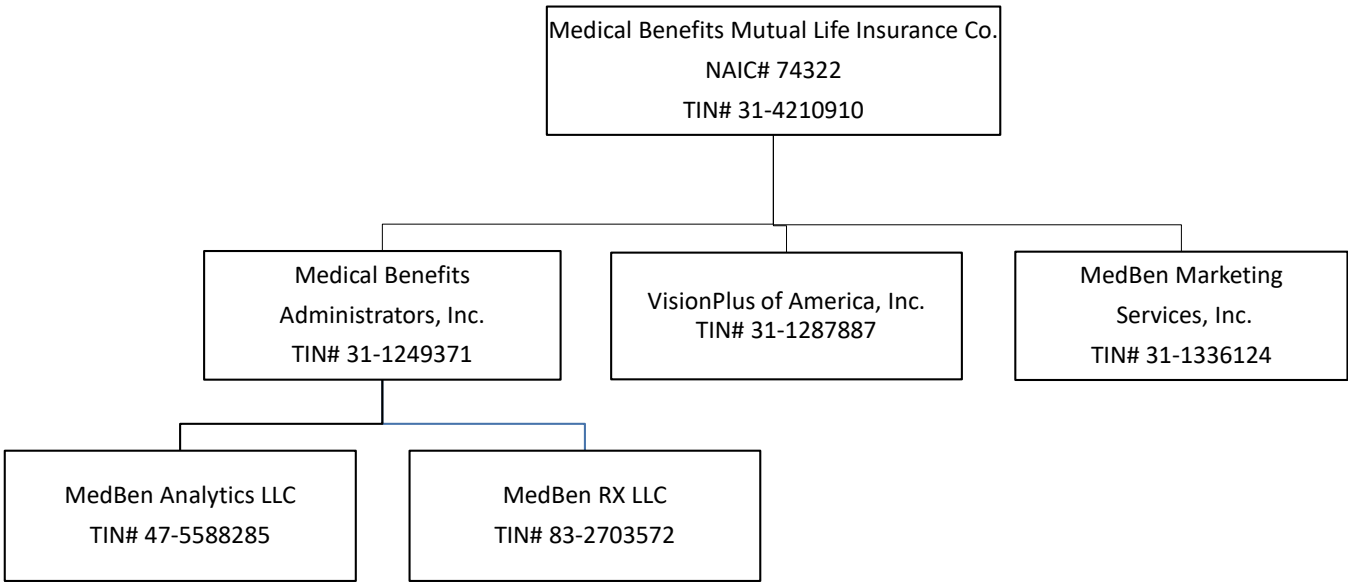 Medical Benefits Mutual Life Insurance Co.
NAIC# 74322
TIN# 31-4210910
Medical Benefits
Administrators, Inc.
TIN# 31-1249371
VisionPlus of America, Inc.
TIN# 31-1287887
MedBen Marketing
Services, Inc.
TIN# 31-1336124
MedBen Analytics LLC
TIN# 47-5588285
MedBen RX LLC
TIN# 83-2703572